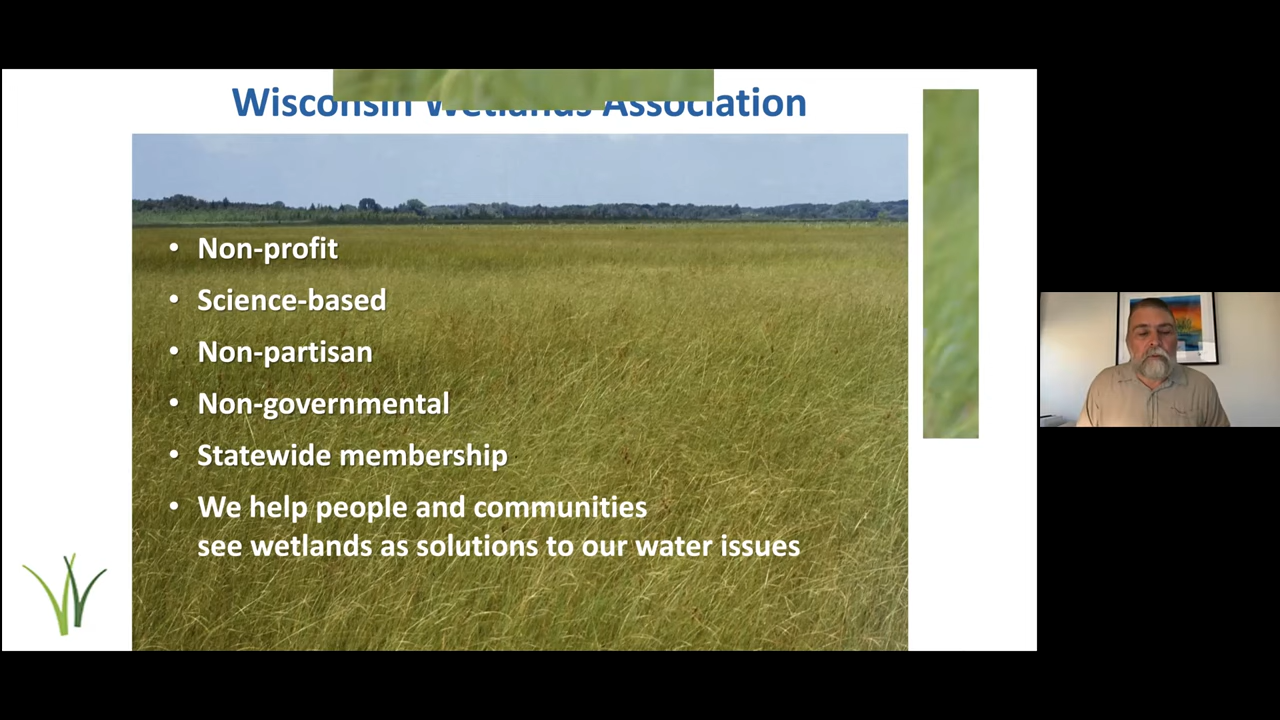 Wisconsin Wetlands Association
• Non-profit
• Science-based
• Non-partisan
• Non-governmental
• Statewide membership
• We help people and communities
see wetlands as solutions to our water issues